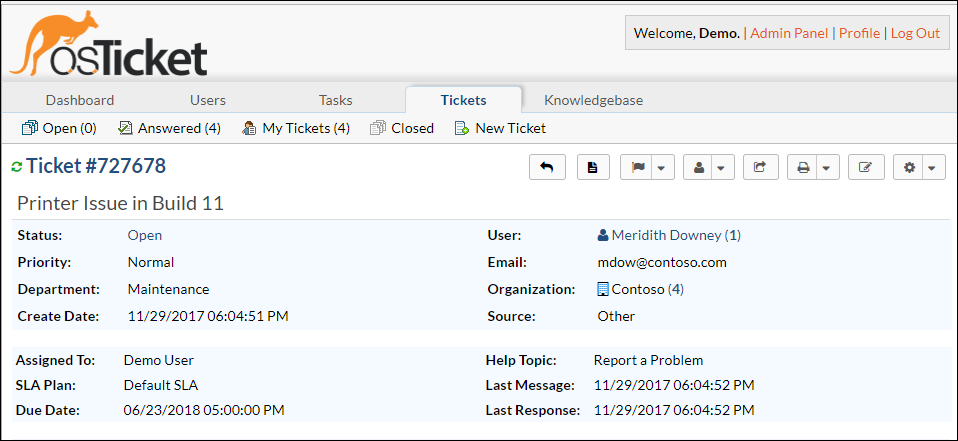 osTicket
Welcome, Demo. | Admin Panel | Profile | Log Out
Dashboard Users Tasks Tickets Knowledgebase
Open (0) Answered (4) My Tickets (4) Closed New Ticket
Ticket #727678
Printer Issue in Build 11
Status: Open User: Meridith Downey (1)
Priority: Normal Email: mdow@contoso.com
Department: Maintenance Organization: Contoso (4)
Create Date: 11/29/2017 06:04:51 PM Source: Other
Assigned To: Demo User Help Topic: Report a Problem
SLA Plan: Default SLA Last Message: 11/29/2017 06:04:52 PM
Due Date: 06/23/2018 05:00:00 PM Last Response: 11/29/2017 06:04:52 PM